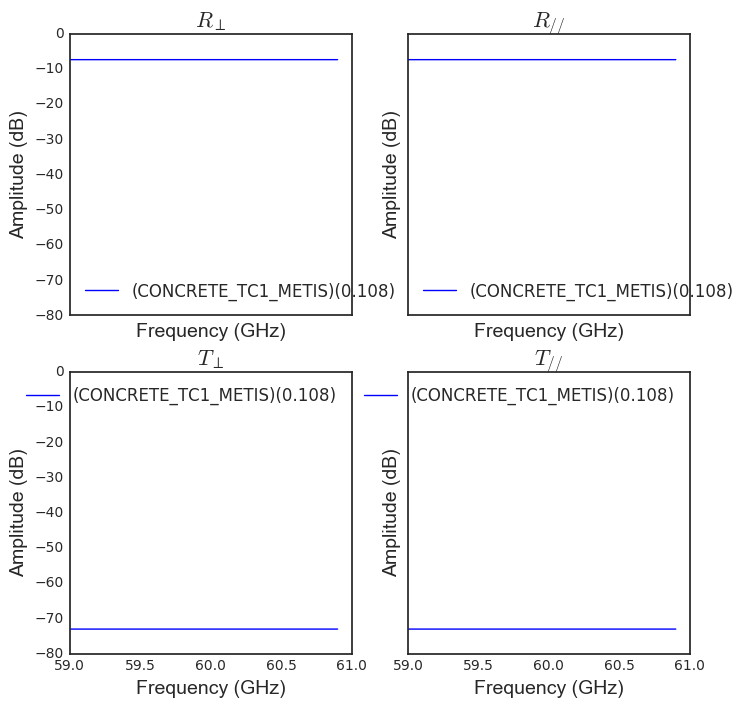 R⊥
R//
0
−10
−20
−30
−40
−50
−60
−70
−80
Amplitude (dB)
Amplitude (dB)
(CONCRETE_TC1_METIS)(0.108)
(CONCRETE_TC1_METIS)(0.108)
Frequency (GHz)
Frequency (GHz)
T⊥
T//
0
−10
−20
−30
−40
−50
−60
−70
−80
Amplitude (dB)
Amplitude (dB)
(CONCRETE_TC1_METIS)(0.108)
(CONCRETE_TC1_METIS)(0.108)
59.0 59.5 60.0 60.5 61.0
59.0 59.5 60.0 60.5 61.0
Frequency (GHz)
Frequency (GHz)